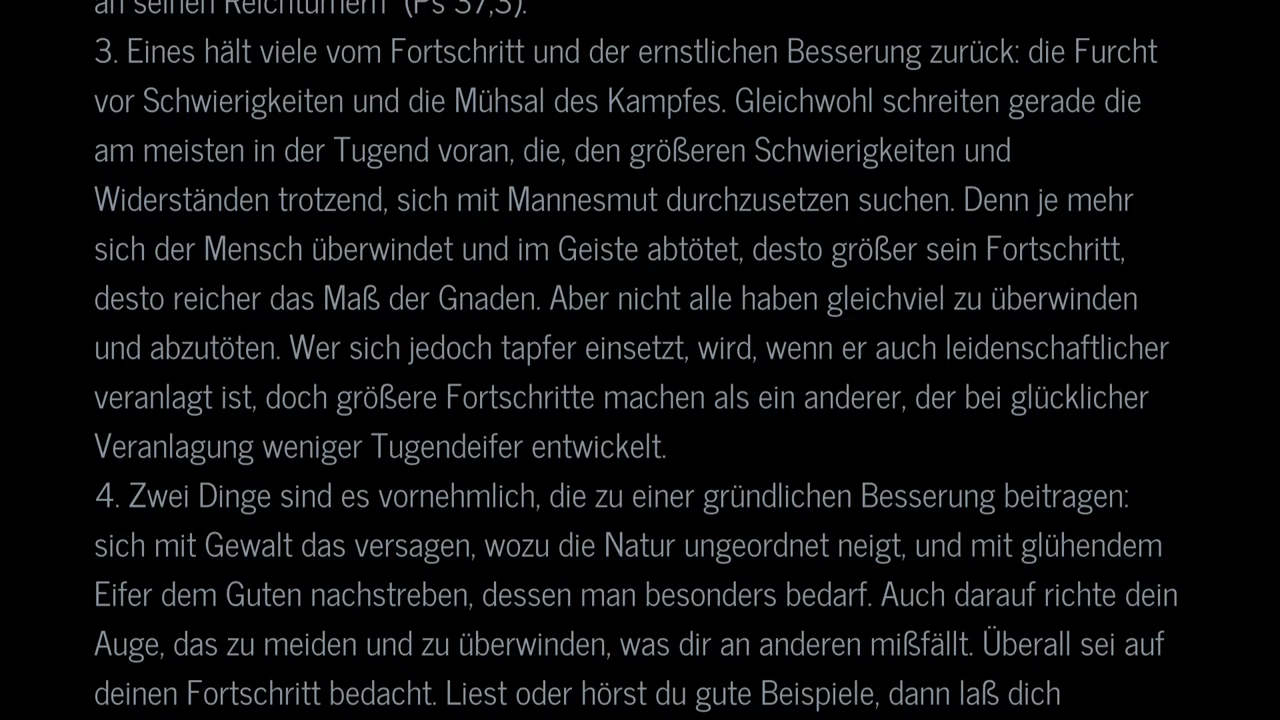 an seinen Reichtümern" (Ps 37,3).
3. Eines hält viele vom Fortschritt und der ernstlichen Besserung zurück: die Furcht
vor Schwierigkeiten und die Mühsal des Kampfes. Gleichwohl schreiten gerade die
am meisten in der Tugend voran, die, den größeren Schwierigkeiten und
Widerständen trotzend, sich mit Mannesmut durchzusetzen suchen. Denn je mehr
sich der Mensch überwindet und im Geiste abtötet, desto größer sein Fortschritt,
desto reicher das Maß der Gnaden. Aber nicht alle haben gleichviel zu überwinden
und abzutöten. Wer sich jedoch tapfer einsetzt, wird, wenn er auch leidenschaftlicher
veranlagt ist, doch größere Fortschritte machen als ein anderer, der bei glücklicher
Veranlagung weniger Tugendeifer entwickelt.
4. Zwei Dinge sind es vornehmlich, die zu einer gründlichen Besserung beitragen:
sich mit Gewalt das versagen, wozu die Natur ungeordnet neigt, und mit glühendem
Eifer dem Guten nachstreben, dessen man besonders bedarf. Auch darauf richte dein
Auge, das zu meiden und zu überwinden, was dir an anderen mißfällt. Überall sei auf
deinen Fortschritt bedacht. Liest oder hörst du gute Beispiele, dann laß dich